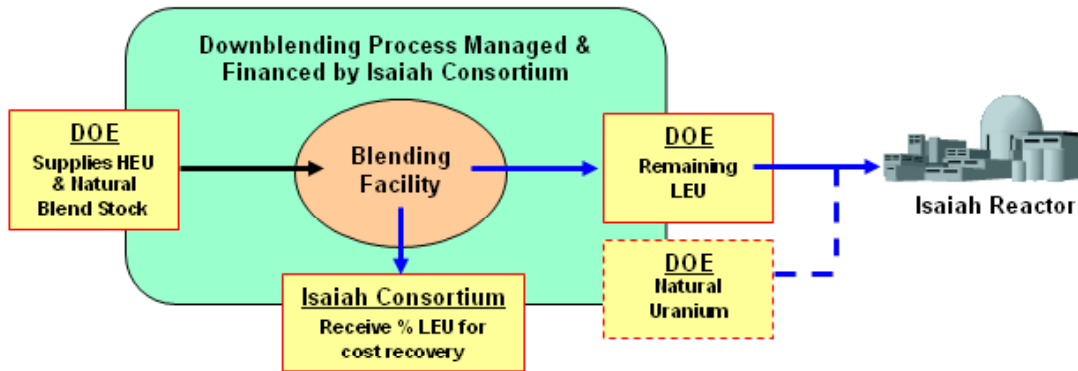 Downblending Process Managed &
Financed by Isaiah Consortium
DOE
Supplies HEU
& Natural
Blend Stock
Blending
Facility
DOE
Remaining
LEU
Isaiah Reactor
DOE
Natural
Uranium
Isaiah Consortium
Receive % LEU for
cost recovery